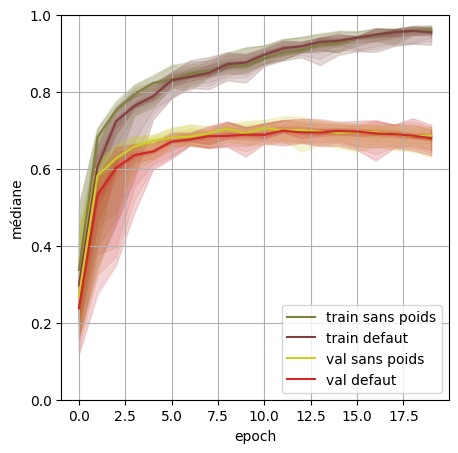 1.0
0.8
0.6
0.4
0.2
0.0
médiane
0.0 2.5 5.0 7.5 10.0 12.5 15.0 17.5
epoch
train sans poids
train defaut
val sans poids
val defaut